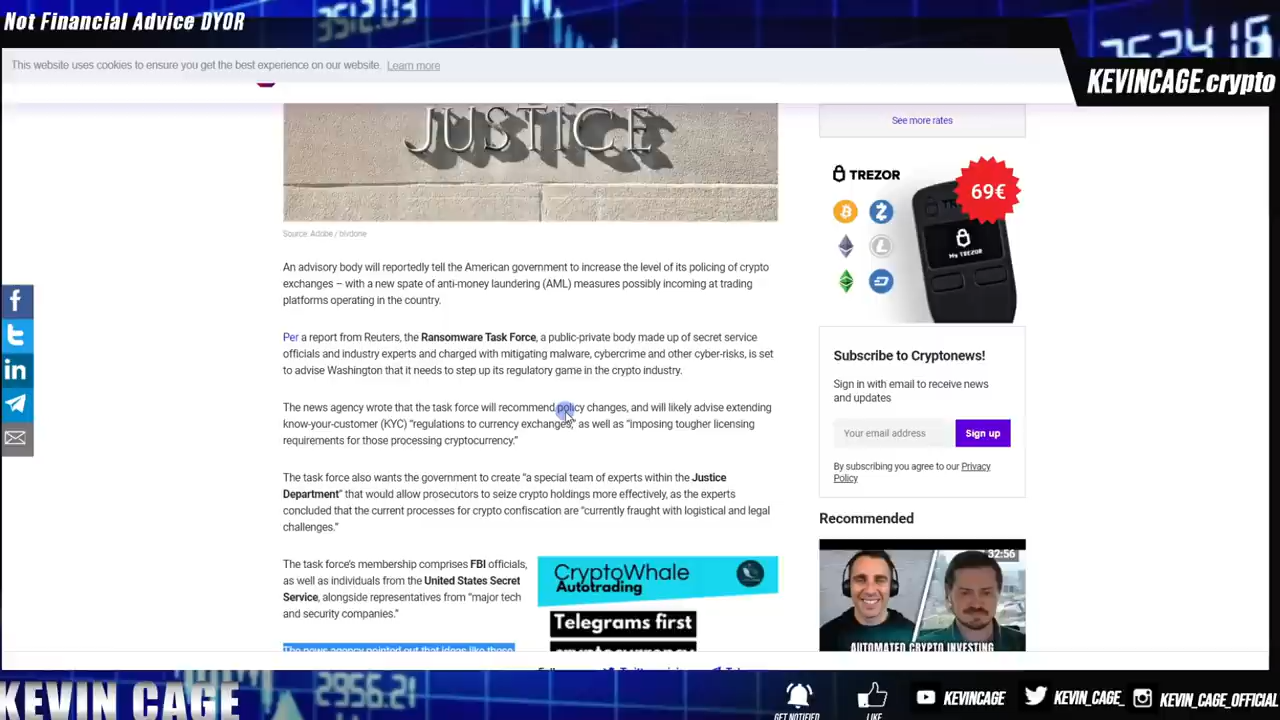 Not Financial Advice DYOR
This website uses cookies to ensure you get the best experience on our website. Learn more
KEVINCAGE.crypto
JUSTICE
Source: Adobe / blvdone
An advisory body will reportedly tell the American government to increase the level of its policing of crypto
exchanges – with a new spate of anti-money laundering (AML) measures possibly incoming at trading
platforms operating in the country.
Per a report from Reuters, the Ransomware Task Force, a public-private body made up of secret service
officials and industry experts and charged with mitigating malware, cybercrime and other cyber-risks, is set
to advise Washington that it needs to step up its regulatory game in the crypto industry.
The news agency wrote that the task force will recommend policy changes, and will likely advise extending
know-your-customer (KYC) “regulations to currency exchanges,” as well as “imposing tougher licensing
requirements for those processing cryptocurrency.”
The task force also wants the government to create “a special team of experts within the Justice
Department” that would allow prosecutors to seize crypto holdings more effectively, as the experts
concluded that the current processes for crypto confiscation are “currently fraught with logistical and legal
challenges.”
The task force’s membership comprises FBI officials,
as well as individuals from the United States Secret
Service, alongside representatives from “major tech
and security companies.”
The news agency pointed out that ideas like these
CryptoWhale
Autotrading
Telegrams first
cryptocurrency
See more rates
TREZOR
69€
My TREZOR
Subscribe to Cryptonews!
Sign in with email to receive news
and updates
Your email address
Sign up
By subscribing you agree to our Privacy
Policy
Recommended
32:56
AUTOMATED CRYPTO INVESTING
KEVIN CAGE
2956.21
GET NOTIFIED
LIKE
KEVINCAGE
KEVIN_CAGE_
KEVIN_CAGE_OFFICIAL